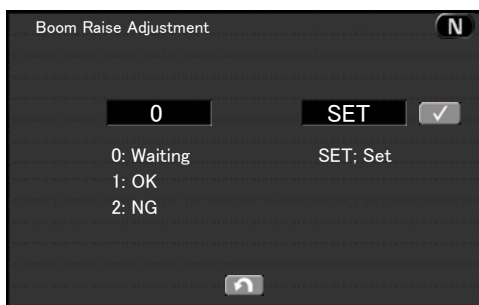 Boom Raise Adjustment N
0 SET
0: Waiting SET; Set
1: OK
2: NG